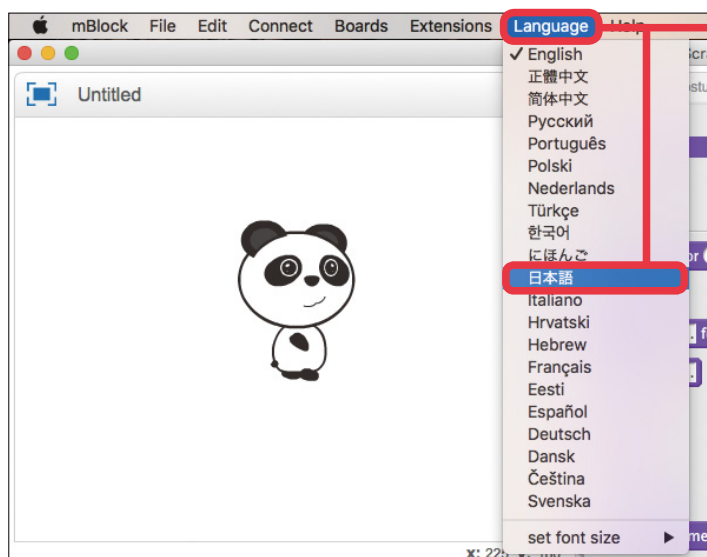 mBlock File Edit Connect Boards Extensions Language Help
Untitled
✓ English
正體中文
简体中文
Русский
Português
Polski
Nederlands
Türkçe
한국어
にほんご
日本語
Italiano
Hrvatski
Hebrew
Français
Eesti
Español
Deutsch
Dansk
Čeština
Svenska
set font size ▶